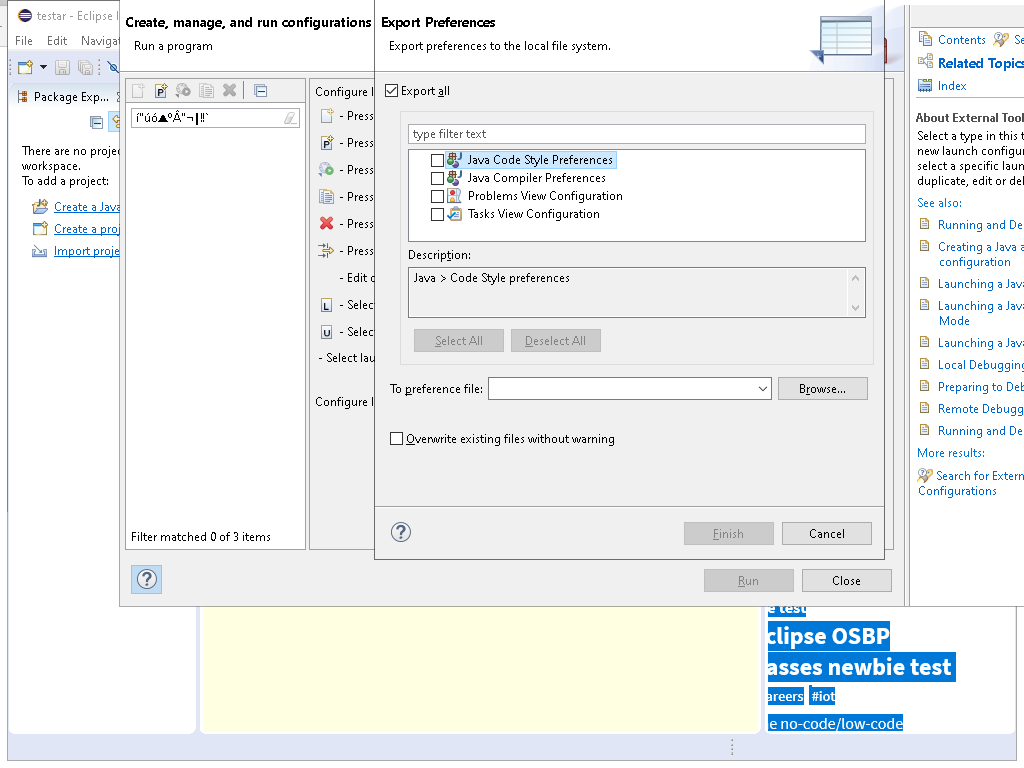 testar - Eclipse I
File Edit Navigat
Package Exp...
There are no projec
workspace.
To add a project:
Create a Java
Create a proj
Import proje
Create, manage, and run configurations
Run a program
Filter matched 0 of 3 items
Configure l
- Press
- Press
- Press
- Press
- Press
- Press
- Edit o
- Selec
- Selec
- Select lau
Configure l
Run
Close
Export Preferences
Export preferences to the local file system.
Export all
type filter text
Java Code Style Preferences
Java Compiler Preferences
Problems View Configuration
Tasks View Configuration
Description:
Java > Code Style preferences
Select All
Deselect All
To preference file:
Browse...
Overwrite existing files without warning
Finish
Cancel
Contents Se
Related Topics
Index
About External Tool
Select a type in this t
new launch configur
select a specific laun
duplicate, edit or del
See also:
Running and De
Creating a Java a
configuration
Launching a Java
Launching a Java
Mode
Launching a Java
Local Debugging
Preparing to Deb
Remote Debugg
Running and De
More results:
Search for Extern
Configurations
e test
clipse OSBP
asses newbie test
areers #iot
e no-code/low-code